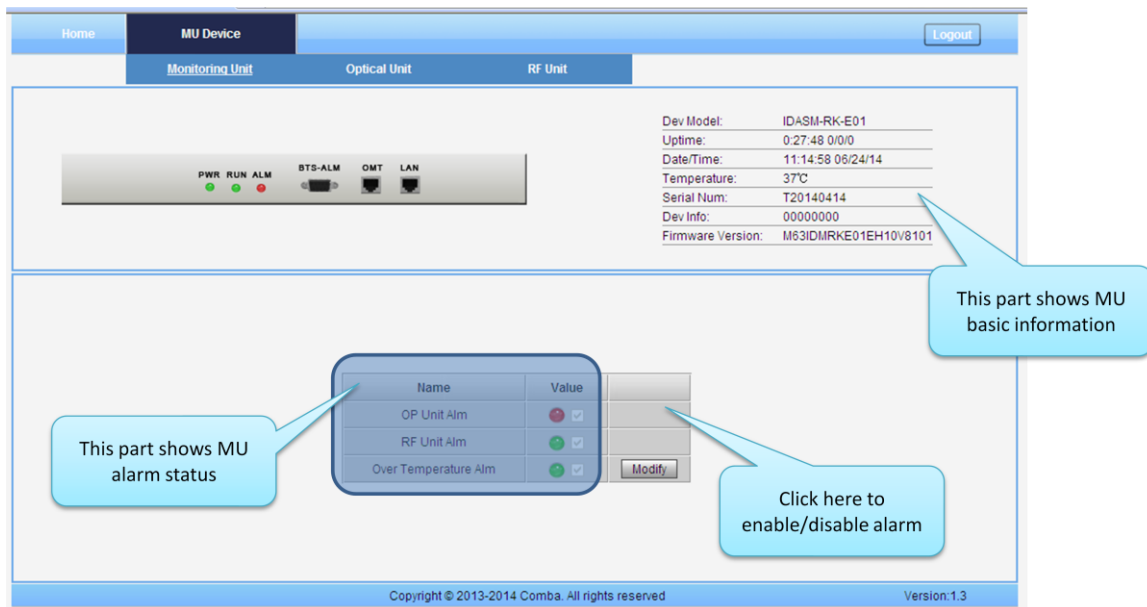 Home
MU Device
Logout
Monitoring Unit
Optical Unit
RF Unit
PWR RUN ALM
BTS-ALM
OMT
LAN
Dev Model: IDASM-RK-E01
Uptime: 0:27:48 0/0/0
Date/Time: 11:14:58 06/24/14
Temperature: 37℃
Serial Num: T20140414
Dev Info: 00000000
Firmware Version: M63IDMRKE01EH10V8101
This part shows MU
basic information
Name Value
OP Unit Alm
RF Unit Alm
Over Temperature Alm
Modify
This part shows MU
alarm status
Click here to
enable/disable alarm
Copyright © 2013-2014 Comba. All rights reserved
Version:1.3